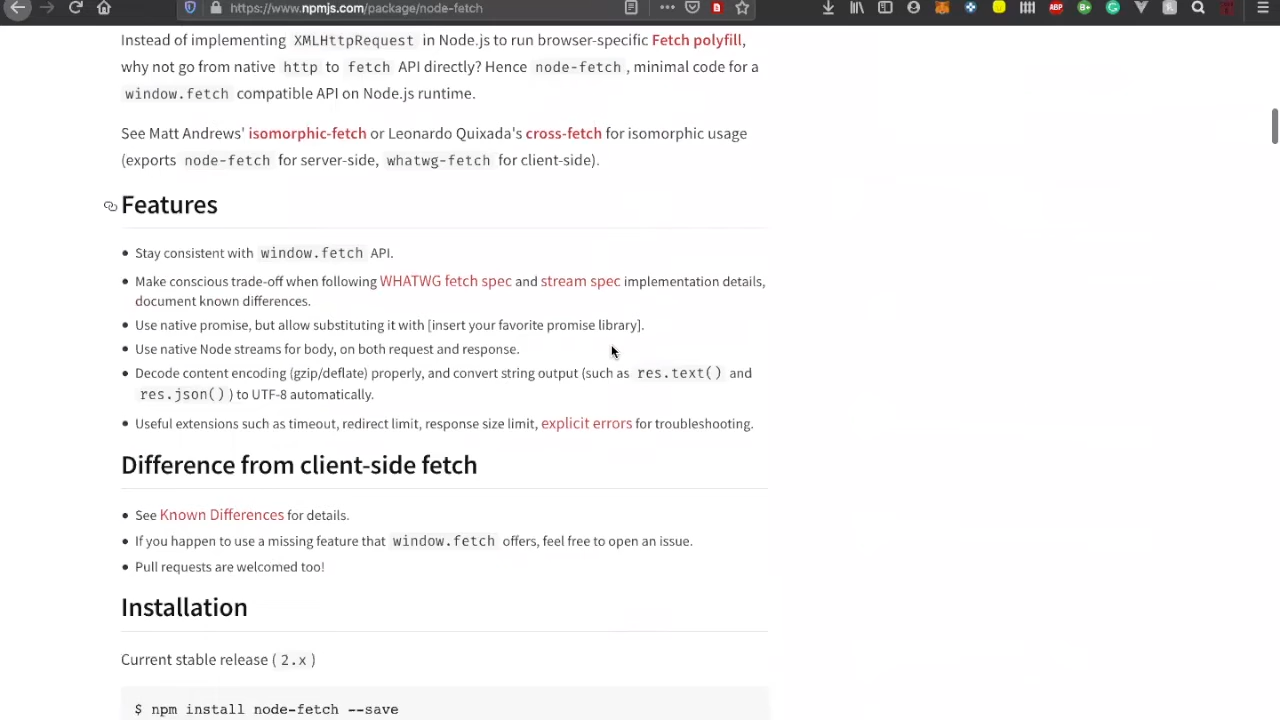 https://www.npmjs.com/package/node-fetch
ABP
Instead of implementing XMLHttpRequest in Node.js to run browser-specific Fetch polyfill,
why not go from native http to fetch API directly? Hence node-fetch, minimal code for a
window.fetch compatible API on Node.js runtime.
See Matt Andrews' isomorphic-fetch or Leonardo Quixada's cross-fetch for isomorphic usage
(exports node-fetch for server-side, whatwg-fetch for client-side).
Features
• Stay consistent with window.fetch API.
• Make conscious trade-off when following WHATWG fetch spec and stream spec implementation details,
document known differences.
• Use native promise, but allow substituting it with [insert your favorite promise library].
• Use native Node streams for body, on both request and response.
• Decode content encoding (gzip/deflate) properly, and convert string output (such as res.text() and
res.json()) to UTF-8 automatically.
• Useful extensions such as timeout, redirect limit, response size limit, explicit errors for troubleshooting.
Difference from client-side fetch
• See Known Differences for details.
• If you happen to use a missing feature that window.fetch offers, feel free to open an issue.
• Pull requests are welcomed too!
Installation
Current stable release ( 2.x )
$ npm install node-fetch --save